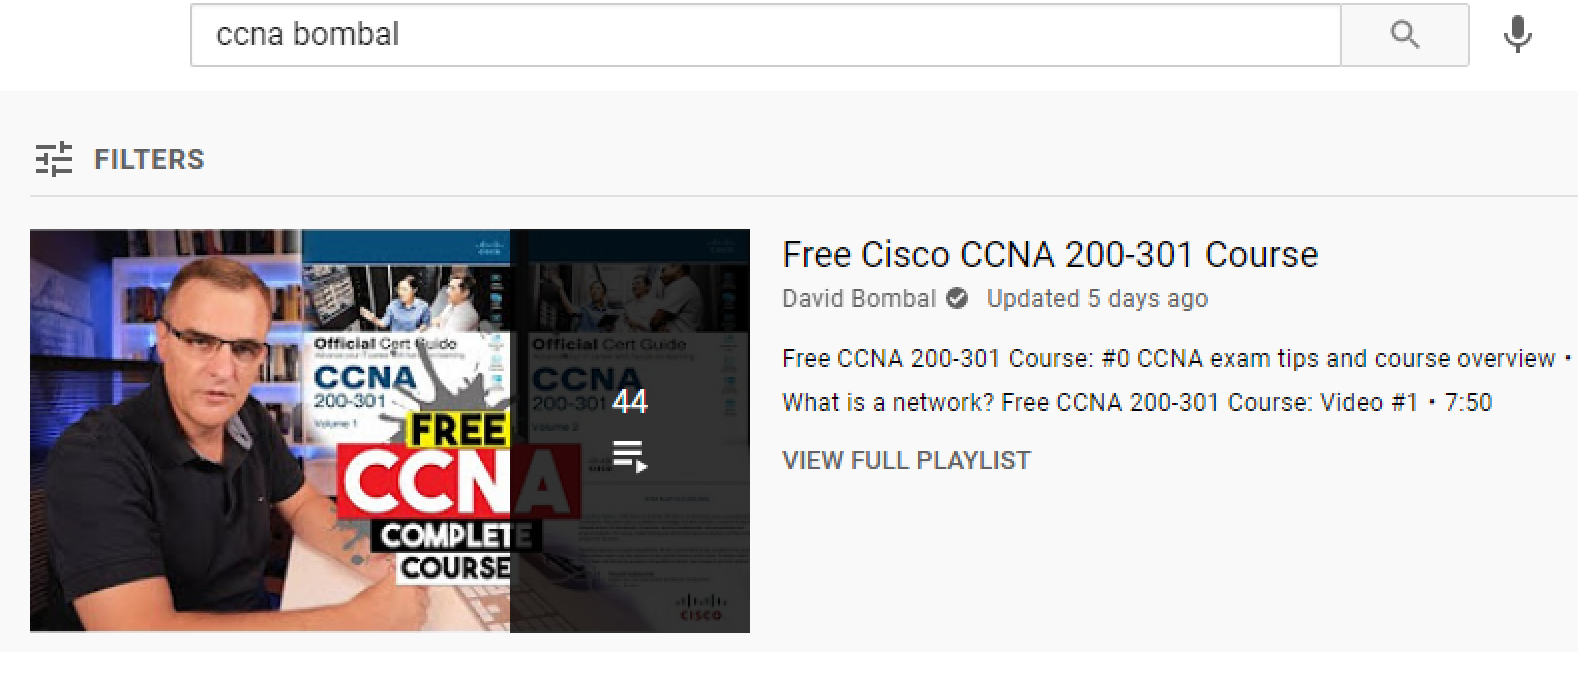 ccna bombal
FILTERS
Free Cisco CCNA 200-301 Course
David Bombal Updated 5 days ago
Free CCNA 200-301 Course: #0 CCNA exam tips and course overview •
What is a network? Free CCNA 200-301 Course: Video #1 • 7:50
VIEW FULL PLAYLIST
CISCO
Official Cert Guide
CCNA
200-301
Volume 1
Official Cert Guide
CCNA
200-301
Volume 2
44
FREE
CCNA
COMPLETE
COURSE
CISCO